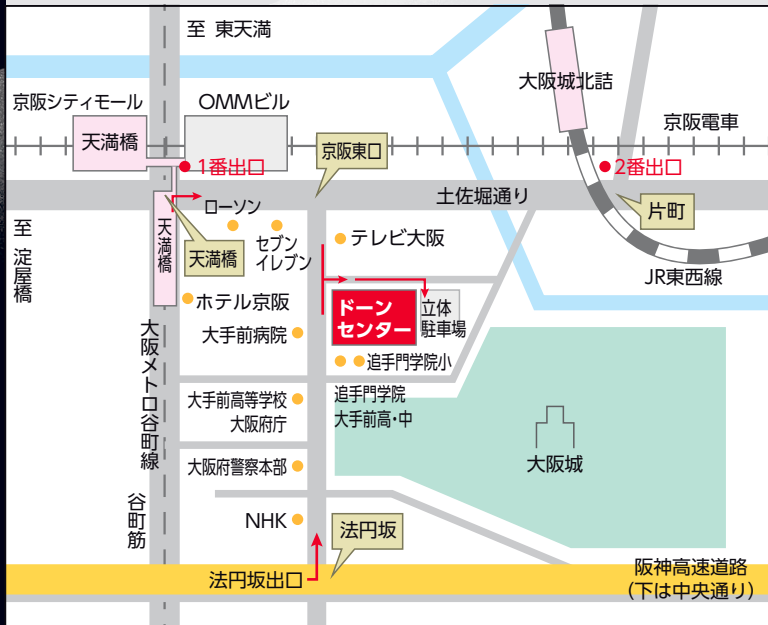 至 東天満
大阪城北詰
京阪シティモール
OMMビル
京阪電車
天満橋
京阪東口
1番出口
2番出口
土佐堀通り
片町
ローソン
天満橋
セブン
イレブン
天満橋
テレビ大阪
至 淀屋橋
JR東西線
ホテル京阪
ドーン
センター
立体
駐車場
大手前病院
大阪メトロ谷町線
追手門学院小
大手前高等学校
大阪府庁
追手門学院
大手前高・中
大阪城
大阪府警察本部
谷町筋
NHK
法円坂
法円坂出口
阪神高速道路
(下は中央通り)